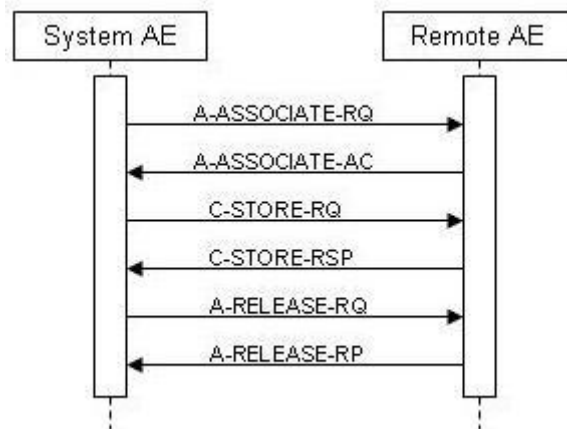 System AE
Remote AE
A-ASSOCIATE-RQ
A-ASSOCIATE-AC
C-STORE-RQ
C-STORE-RSP
A-RELEASE-RQ
A-RELEASE-RP